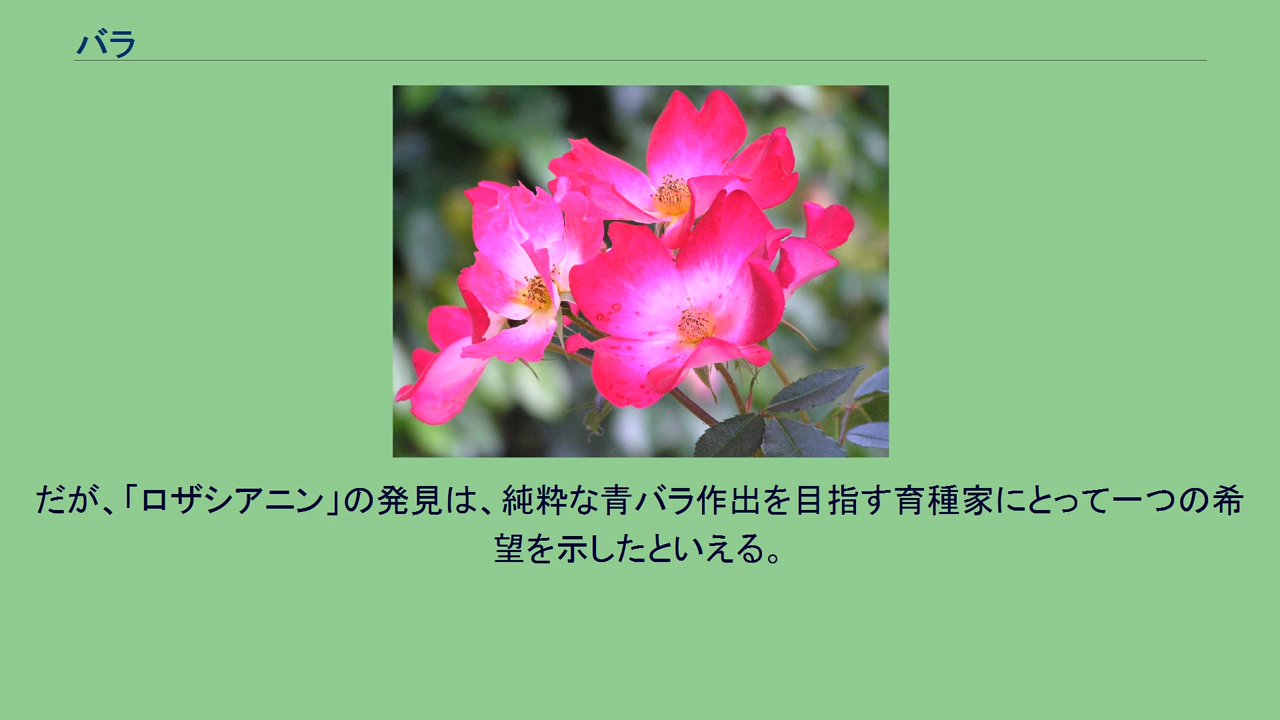 バラ
だが、「ロザシアニン」の発見は、純粋な青バラ作出を目指す育種家にとって一つの希
望を示したといえる。